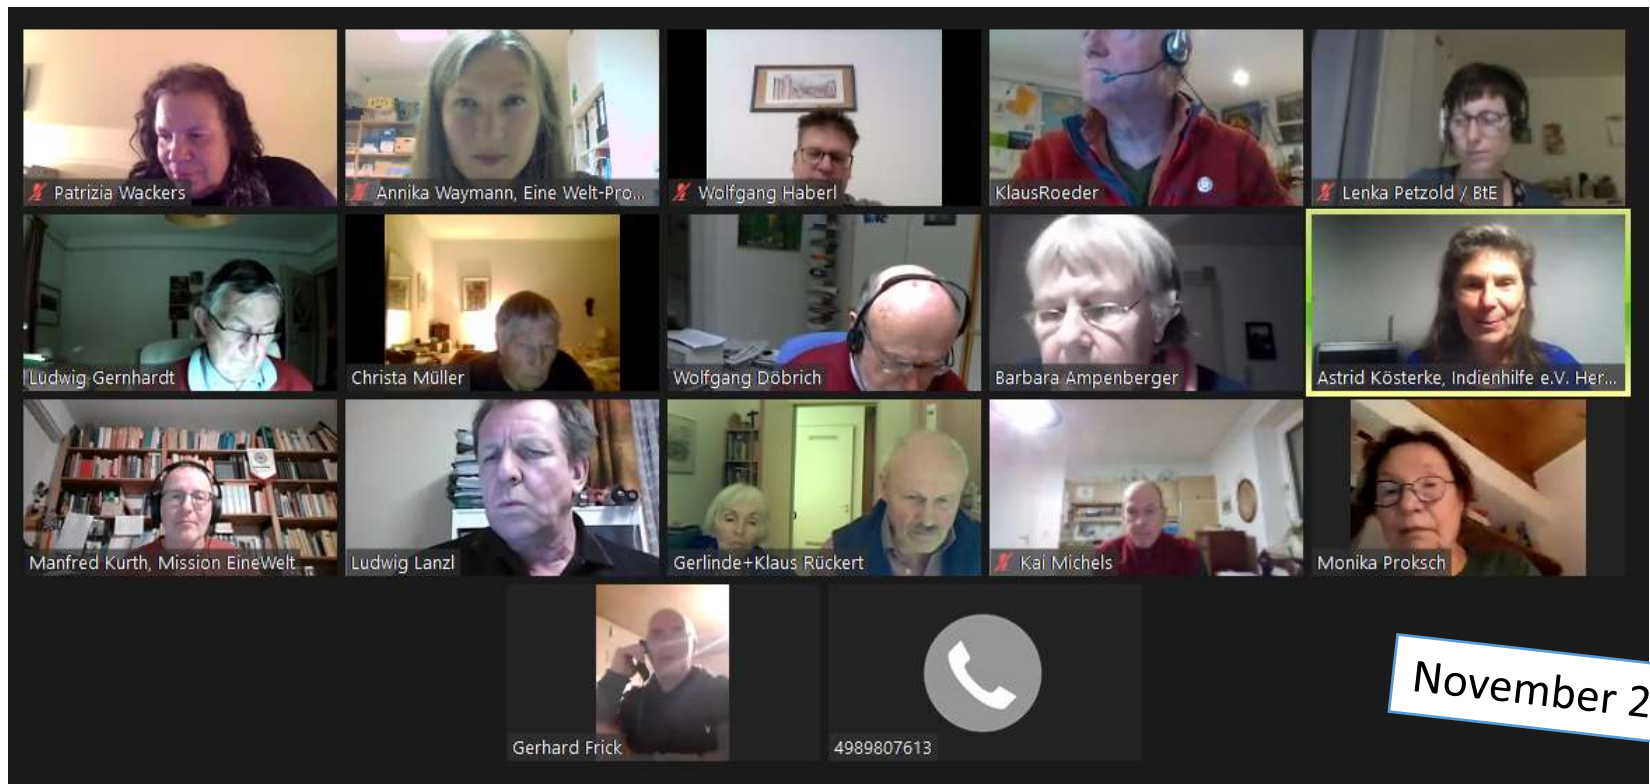 Patrizia Wackers
Annika Waymann, Eine Welt-Pro...
Wolfgang Haberl
KlausRoeder
Lenka Petzold / BtE
Ludwig Gernhardt
Christa Müller
Wolfgang Döbrich
Barbara Ampenberger
Astrid Kösterke, Indienhilfe e.V. Her...
Manfred Kurth, Mission EineWelt
Ludwig Lanzl
Gerlinde+Klaus Rückert
Kai Michels
Monika Proksch
Gerhard Frick
4989807613
November 2